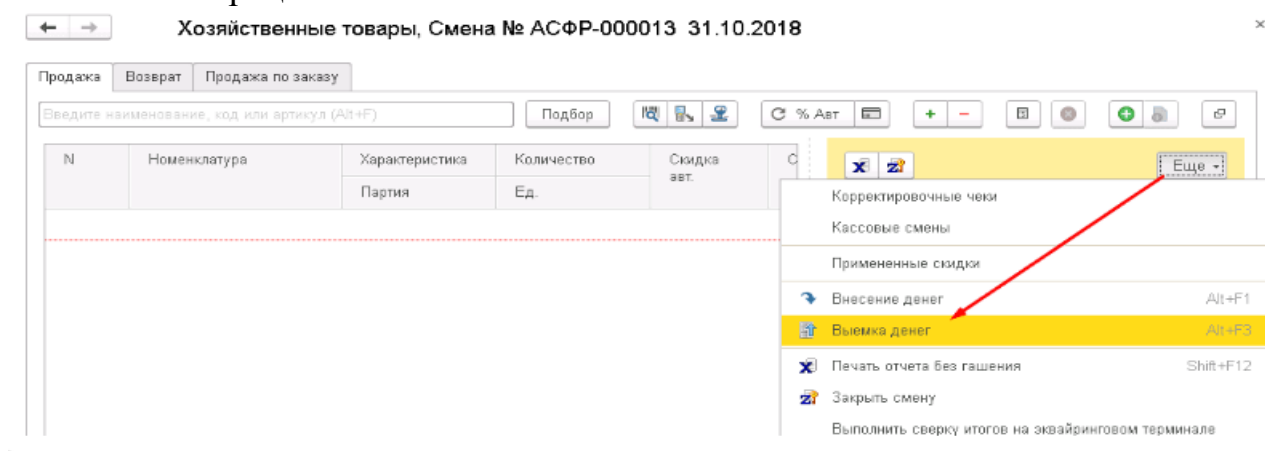 Хозяйственные товары, Смена № АСФР-000013 31.10.2018
Продажа Возврат Продажа по заказу
Введите наименование, код или артикул (Alt+F) Подбор % Авт
N Номенклатура Характеристика Количество Скидка авт. С
Партия Ед.
Еще
Корректировочные чеки
Кассовые смены
Примененные скидки
Внесение денег Alt+F1
Выемка денег Alt+F3
Печать отчета без гашения Shift+F12
Закрыть смену
Выполнить сверку итогов на эквайринговом терминале